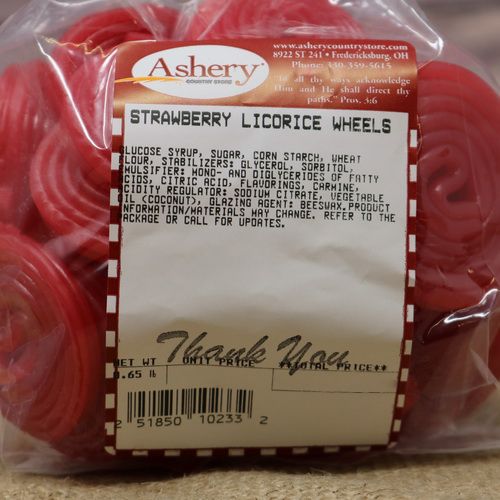 www.asherycountrystore.com
8922 ST 241 • Fredericksburg, OH
Phone: 330-359-5615
"In all thy ways acknowledge
Him and He shall direct thy
paths." Prov. 3:6
Ashery
COUNTRY STORE
STRAWBERRY LICORICE WHEELS
GLUCOSE SYRUP, SUGAR, CORN STARCH, WHEAT
FLOUR, STABILIZERS: GLYCEROL, SORBITOL,
EMULSIFIER: MONO- AND DIGLYCERIDES OF FATTY
ACIDS, CITRIC ACID, FLAVORINGS, CARMINE,
ACIDITY REGULATOR: SODIUM CITRATE, VEGETABLE
OIL (COCONUT), GLAZING AGENT: BEESWAX.PRODUCT
INFORMATION/MATERIALS MAY CHANGE. REFER TO THE
PACKAGE OR CALL FOR UPDATES.
Thank You
NET WT UNIT PRICE **TOTAL PRICE**
0.65 lb
2 51850 10233 2